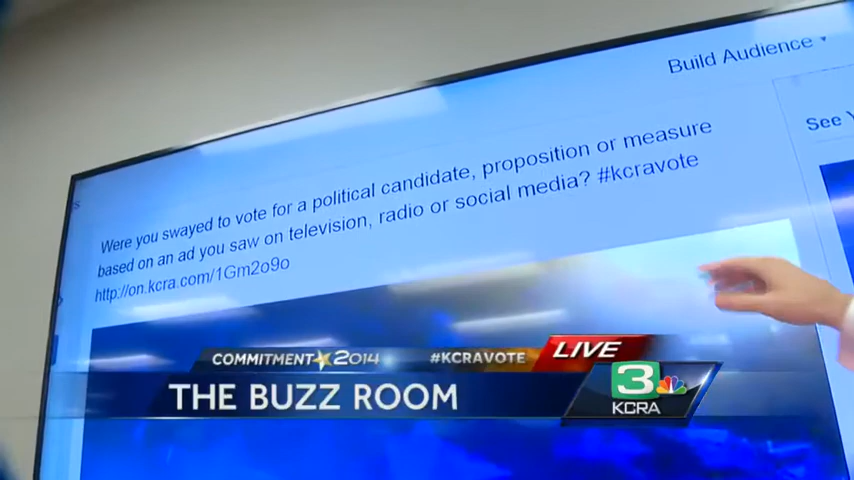 Build Audience
s
See
Were you swayed to vote for a political candidate, proposition or measure
based on an ad you saw on television, radio or social media? #kcravote
http://on.kcra.com/1Gm2o9o
COMMITMENT 2014
#KCRAVOTE
LIVE
THE BUZZ ROOM
3
KCRA